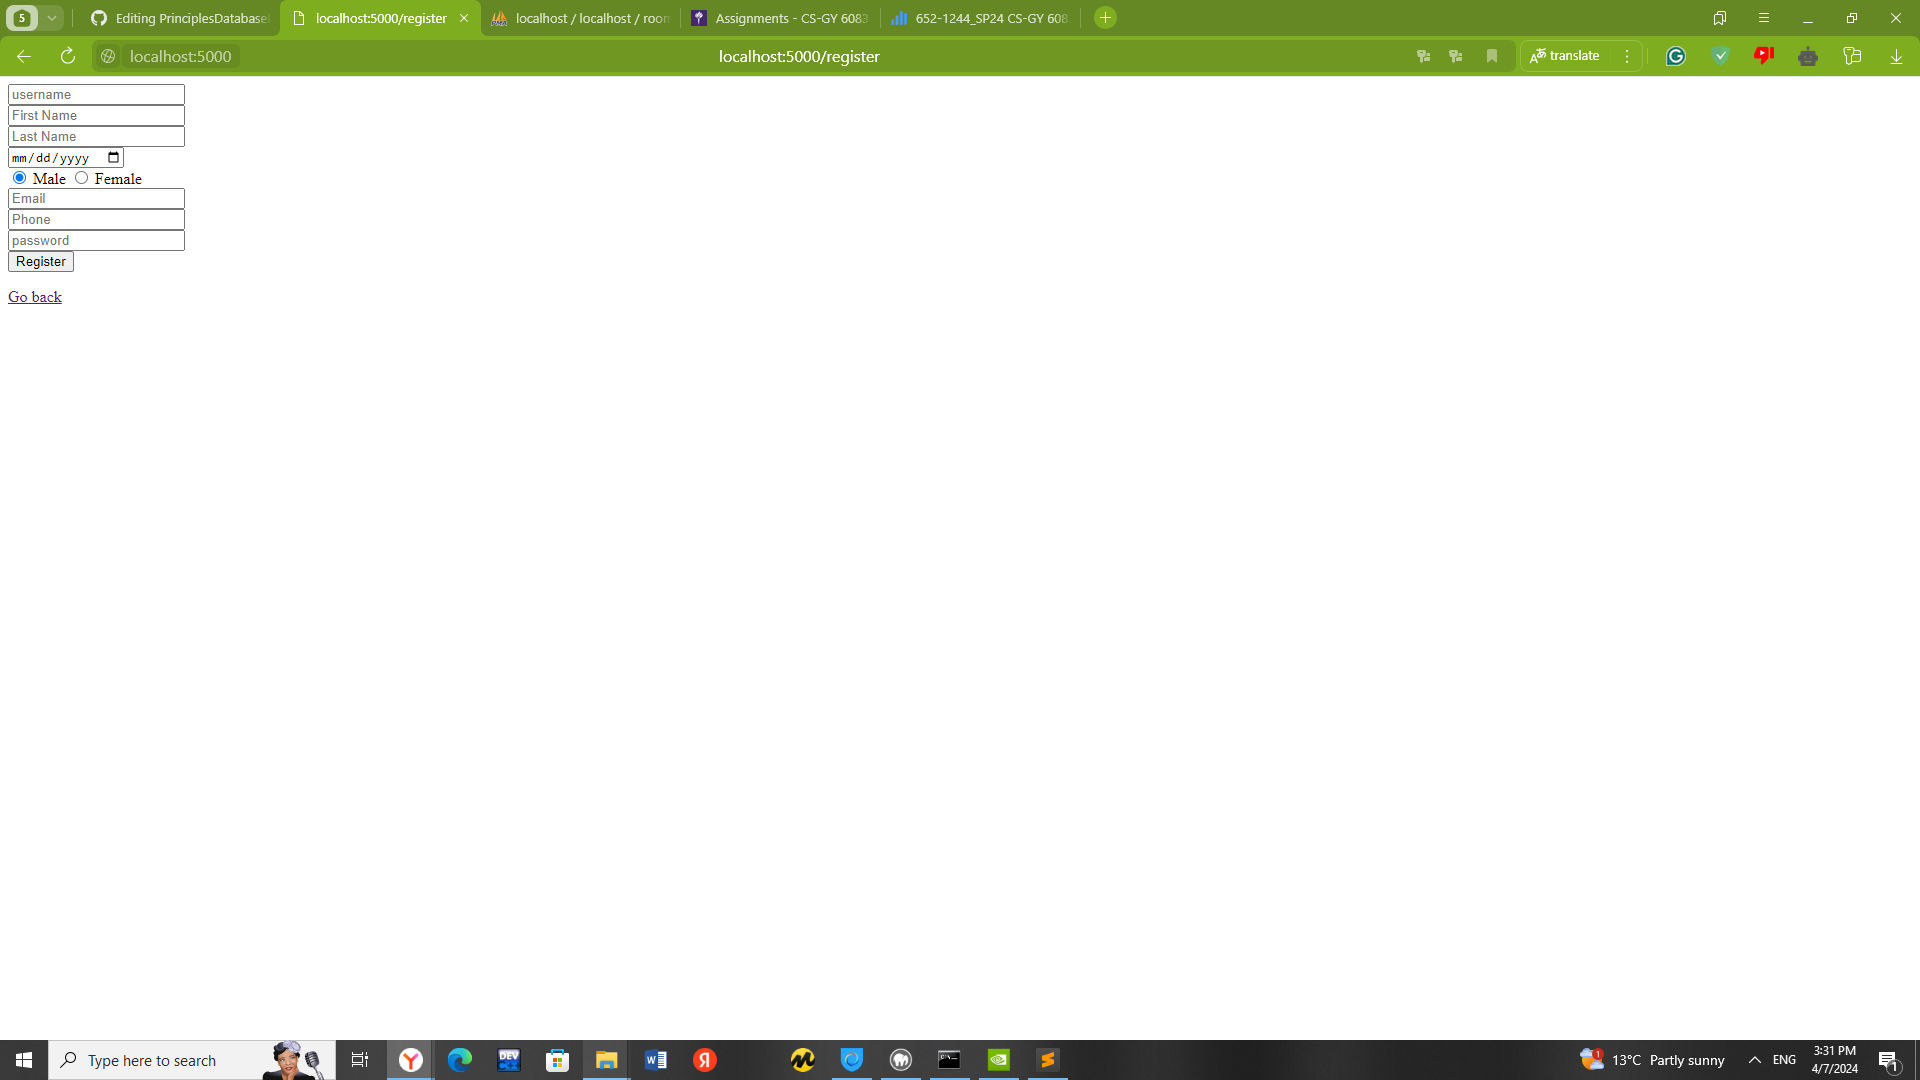 5
Editing PrinciplesDatabase
localhost:5000/register
localhost / localhost / room
Assignments - CS-GY 6083
652-1244_SP24 CS-GY 608
localhost:5000
localhost:5000/register
translate
username
First Name
Last Name
mm/dd/yyyy
Male Female
Email
Phone
password
Register
Go back
Type here to search
DEV
1
13°C Partly sunny
ENG
3:31 PM
4/7/2024
1